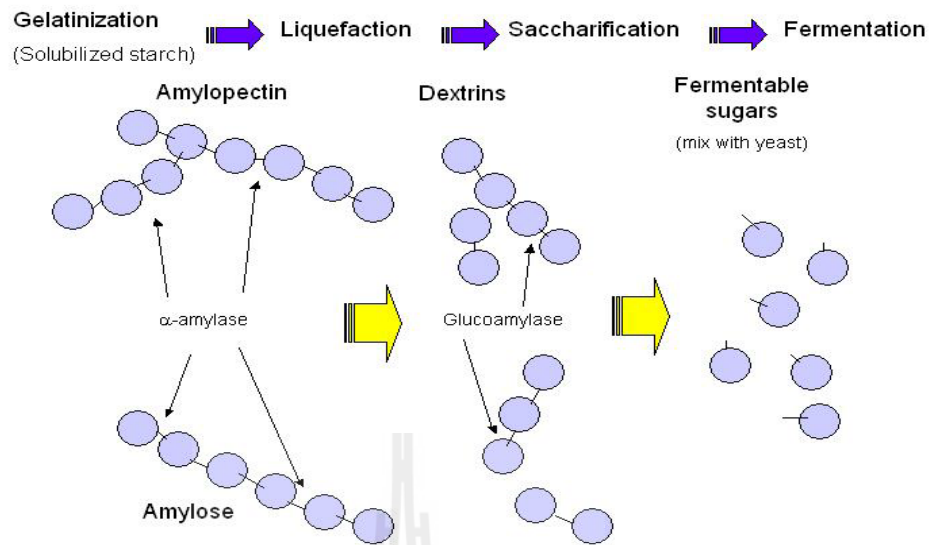 Gelatinization
(Solubilized starch)
Liquefaction
Saccharification
Fermentation
Amylopectin
Dextrins
Fermentable
sugars
(mix with yeast)
α-amylase
Glucoamylase
Amylose